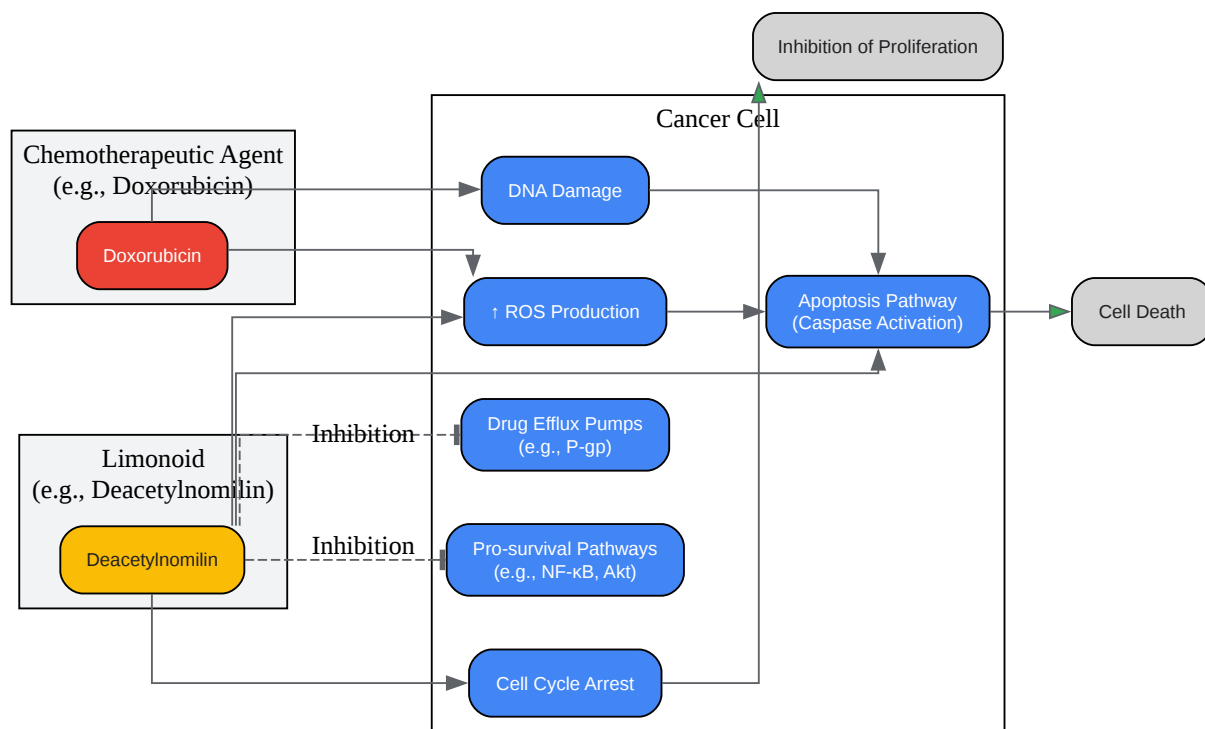 Inhibition of Proliferation
Cancer Cell
Chemotherapeutic Agent
(e.g., Doxorubicin)
Doxorubicin
DNA Damage
↑ ROS Production
Apoptosis Pathway
(Caspase Activation)
Cell Death
Limonoid
(e.g., Deacetylnomilin)
Deacetylnomilin
Inhibition
Drug Efflux Pumps
(e.g., P-gp)
Inhibition
Pro-survival Pathways
(e.g., NF-κB, Akt)
Cell Cycle Arrest